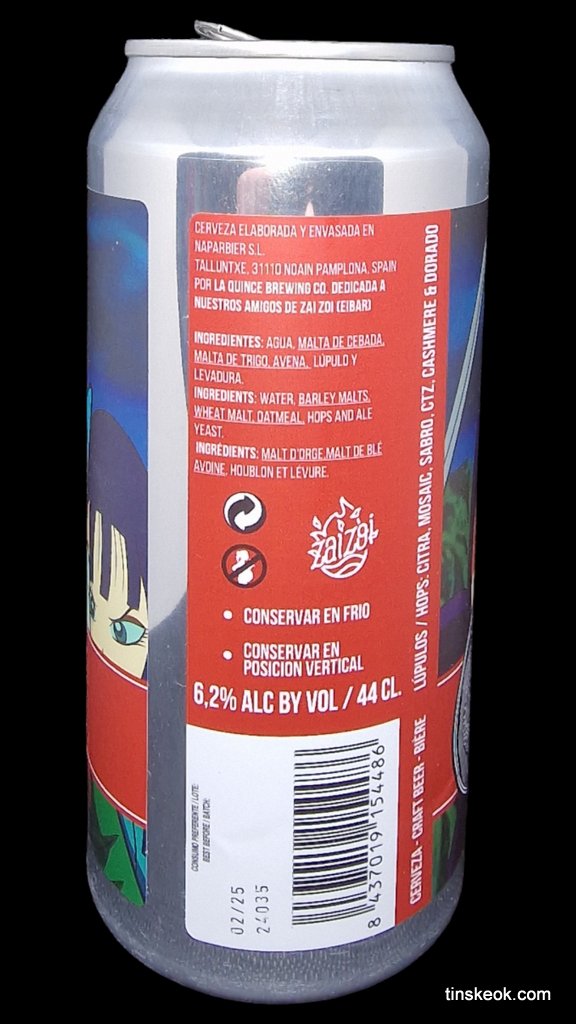 CERVEZA ELABORADA Y ENVASADA EN
NAPARBIER S.L.
TALLUNTXE, 31110 NOAIN PAMPLONA, SPAIN
POR LA QUINCE BREWING CO. DEDICADA A
NUESTROS AMIGOS DE ZAI ZOI (EIBAR)
INGREDIENTES: AGUA, MALTA DE CEBADA,
MALTA DE TRIGO, AVENA, LÚPULO Y
LEVADURA.
INGREDIENTS: WATER, BARLEY MALTS,
WHEAT MALT, OATMEAL, HOPS AND ALE
YEAST.
INGRÉDIENTS: MALT D'ORGE,MALT DE BLÉ
AVOINE, HOUBLON ET LEVURE.
zaizoi
• CONSERVAR EN FRIO
• CONSERVAR EN
POSICION VERTICAL
6,2% ALC BY VOL / 44 CL.
CONSUMO PREFERENTE / LOTE:
BEST BEFORE / BATCH:
02/25
24035
8 437019 154486
CERVEZA - CRAFT BEER - BIÈRE
LÚPULOS / HOPS: CITRA, MOSAIC, SABRO, CTZ, CASHMERE & DORADO
tinskeok.com